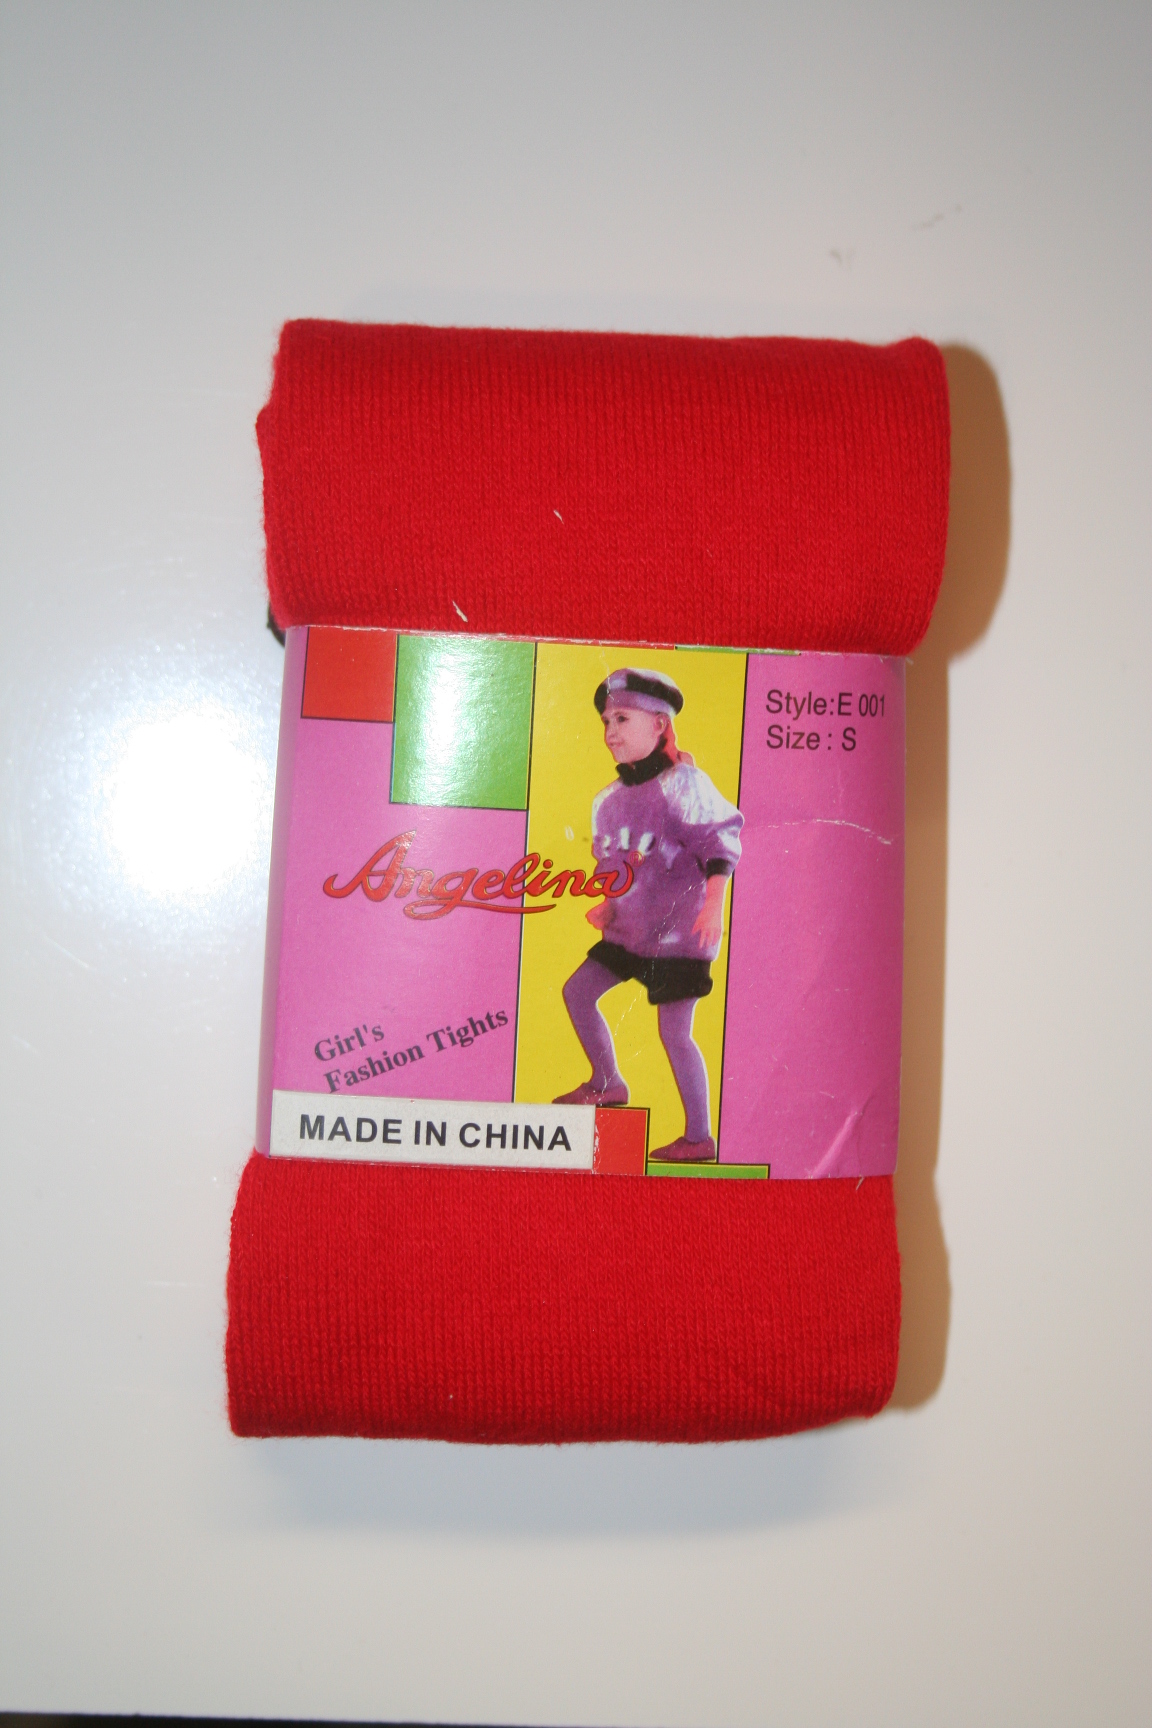 Style:E 001
Size : S
Angelina
Girl's
Fashion Tights
MADE IN CHINA